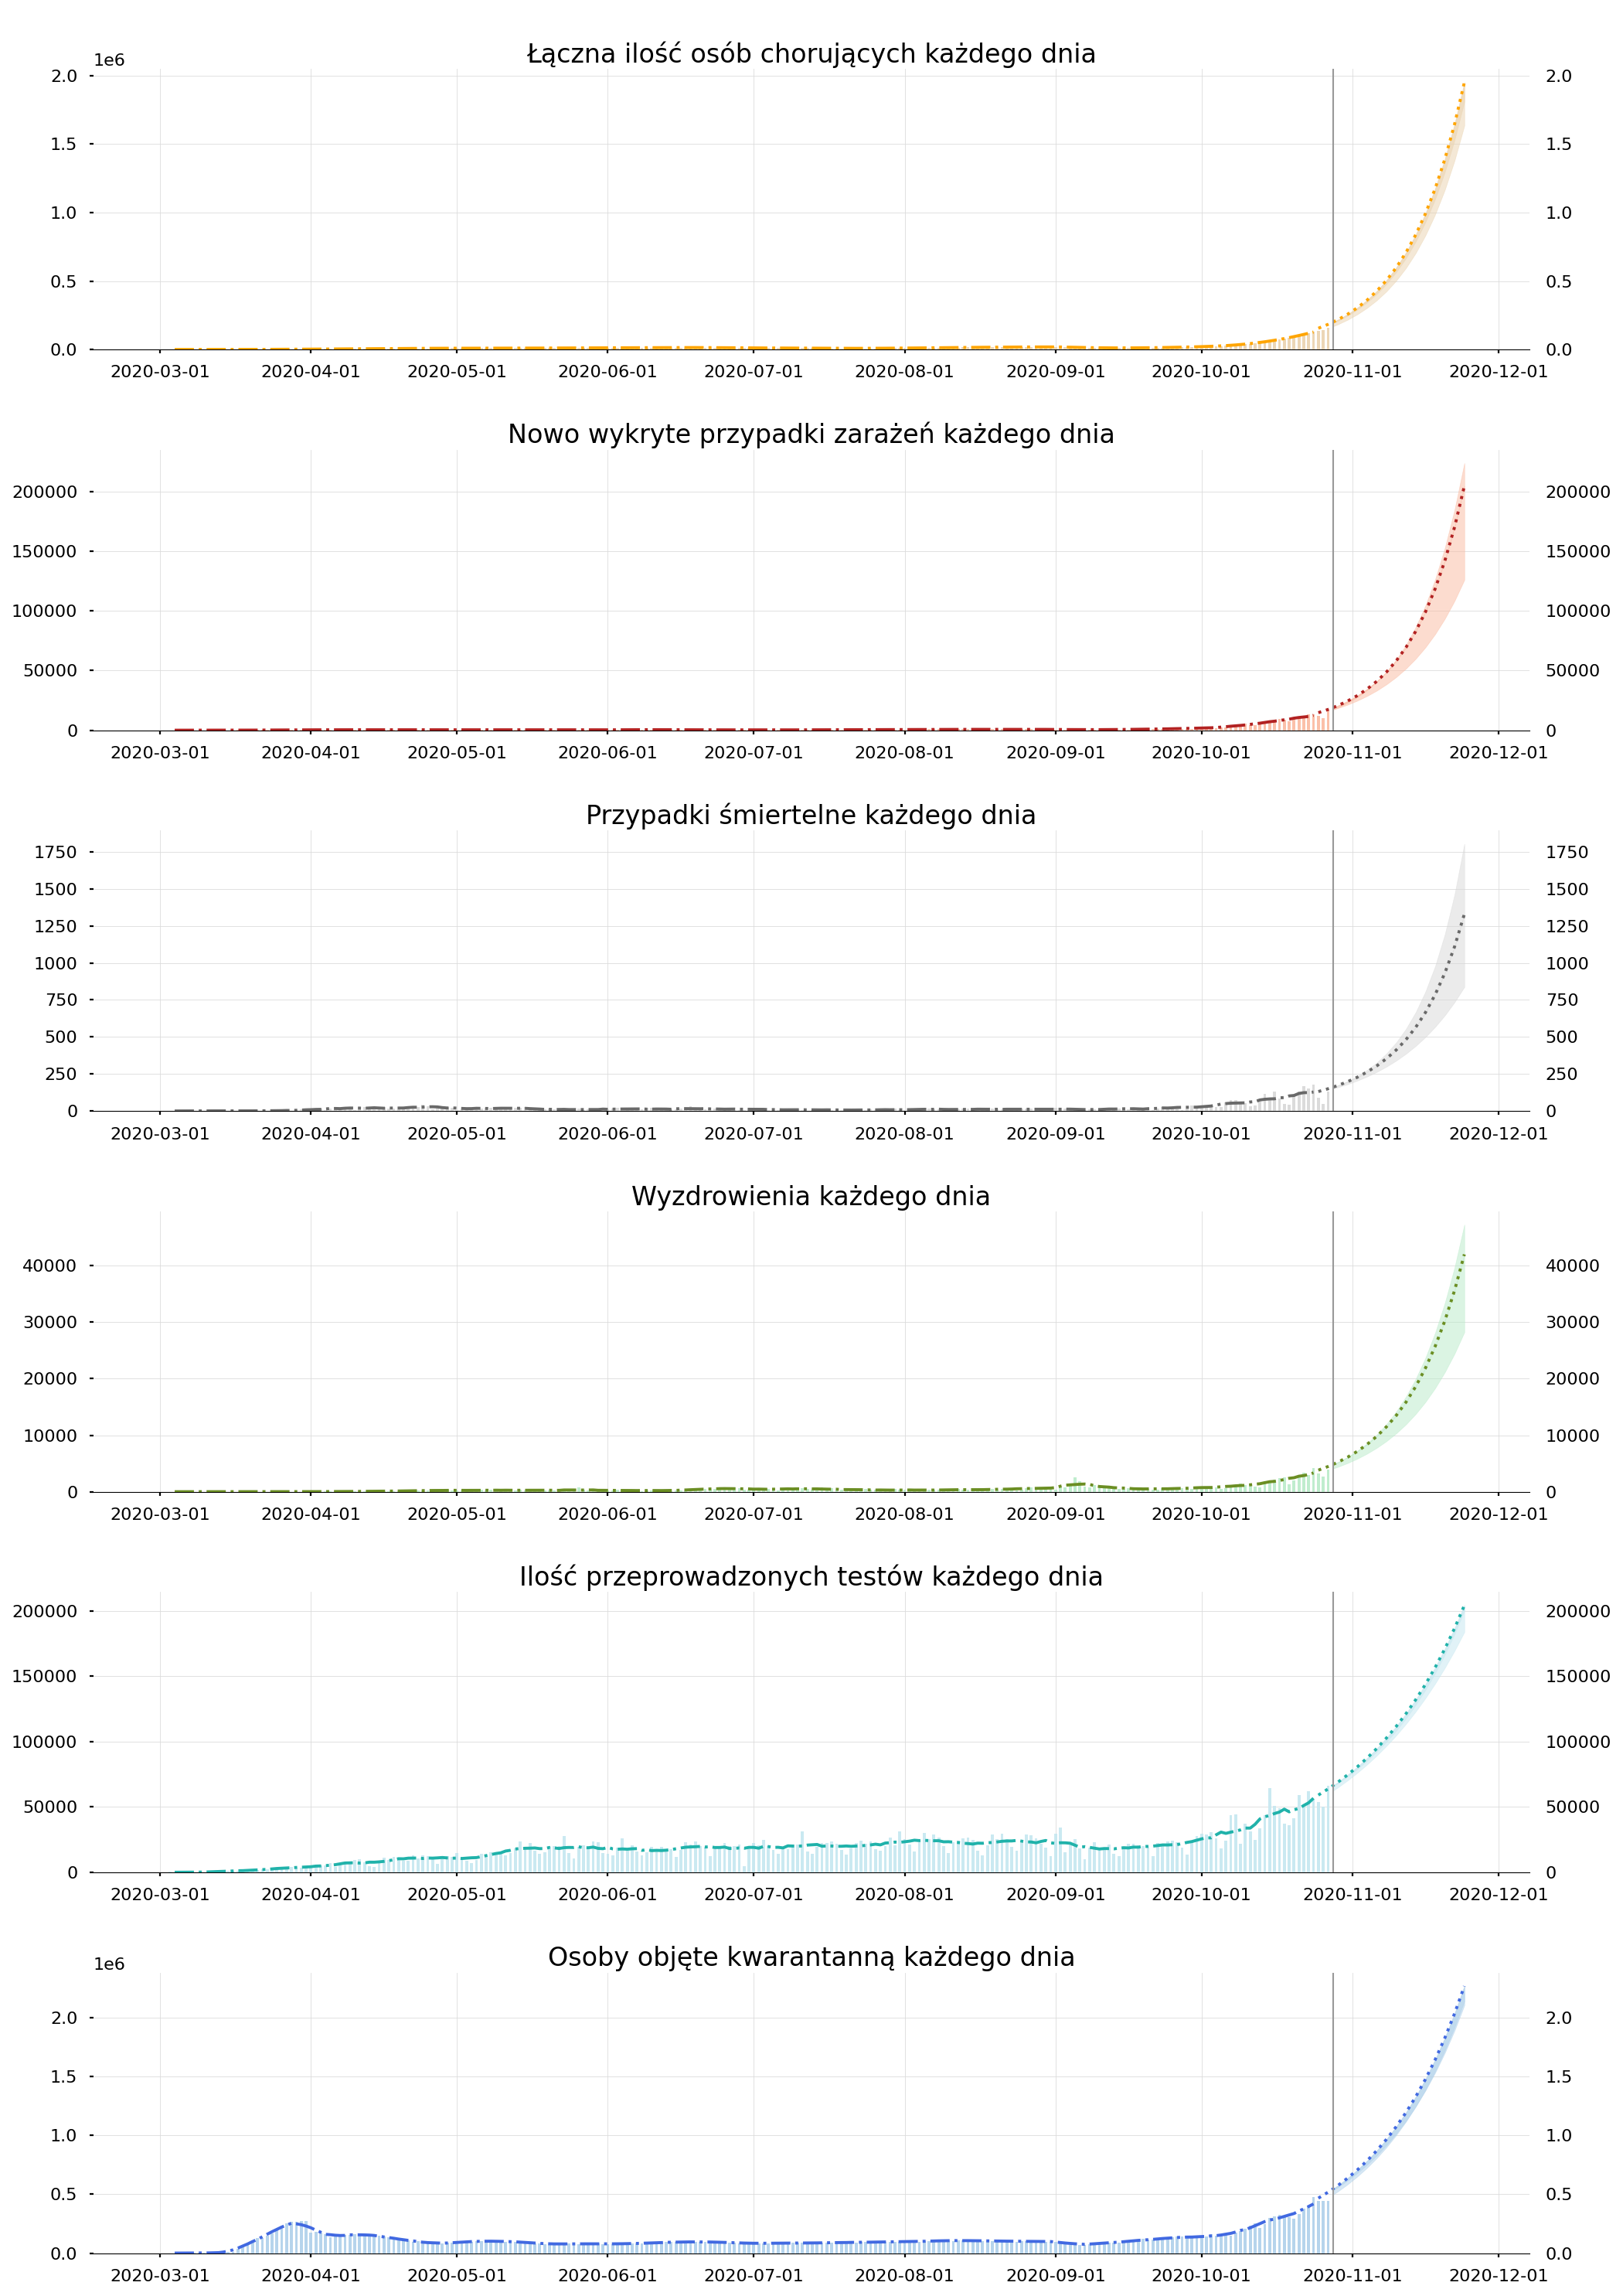 Łączna ilość osób chorujących każdego dnia
1e6
2.0 2.0
1.5 1.5
1.0 1.0
0.5 0.5
0.0 0.0
2020-03-01 2020-04-01 2020-05-01 2020-06-01 2020-07-01 2020-08-01 2020-09-01 2020-10-01 2020-11-01 2020-12-01
Nowo wykryte przypadki zarażeń każdego dnia
200000 200000
150000 150000
100000 100000
50000 50000
0 0
2020-03-01 2020-04-01 2020-05-01 2020-06-01 2020-07-01 2020-08-01 2020-09-01 2020-10-01 2020-11-01 2020-12-01
Przypadki śmiertelne każdego dnia
1750 1750
1500 1500
1250 1250
1000 1000
750 750
500 500
250 250
0 0
2020-03-01 2020-04-01 2020-05-01 2020-06-01 2020-07-01 2020-08-01 2020-09-01 2020-10-01 2020-11-01 2020-12-01
Wyzdrowienia każdego dnia
40000 40000
30000 30000
20000 20000
10000 10000
0 0
2020-03-01 2020-04-01 2020-05-01 2020-06-01 2020-07-01 2020-08-01 2020-09-01 2020-10-01 2020-11-01 2020-12-01
Ilość przeprowadzonych testów każdego dnia
200000 200000
150000 150000
100000 100000
50000 50000
0 0
2020-03-01 2020-04-01 2020-05-01 2020-06-01 2020-07-01 2020-08-01 2020-09-01 2020-10-01 2020-11-01 2020-12-01
Osoby objęte kwarantanną każdego dnia
1e6
2.0 2.0
1.5 1.5
1.0 1.0
0.5 0.5
0.0 0.0
2020-03-01 2020-04-01 2020-05-01 2020-06-01 2020-07-01 2020-08-01 2020-09-01 2020-10-01 2020-11-01 2020-12-01